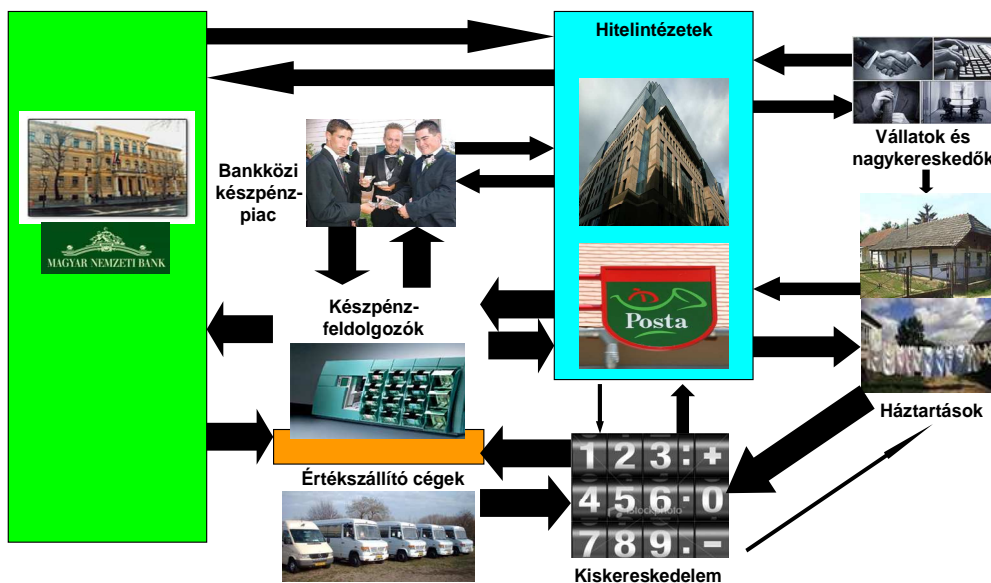 Hitelintézetek
Vállatok és
nagykereskedők
Bankközi
készpénz-
piac
MAGYAR NEMZETI BANK
Készpénz-
feldolgozók
Posta
Háztartások
Értékszállító cégek
1 2 3 : +
4 5 6 · 0
iStockphoto
7 8 9 . -
Kiskereskedelem